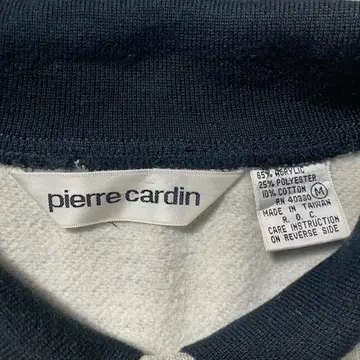 pierre cardin
65% ACRYLIC
25% POLYESTER
10% COTTON
RN 40330
M
MADE IN TAIWAN
R. O. C.
CARE INSTRUCTION
ON REVERSE SIDE